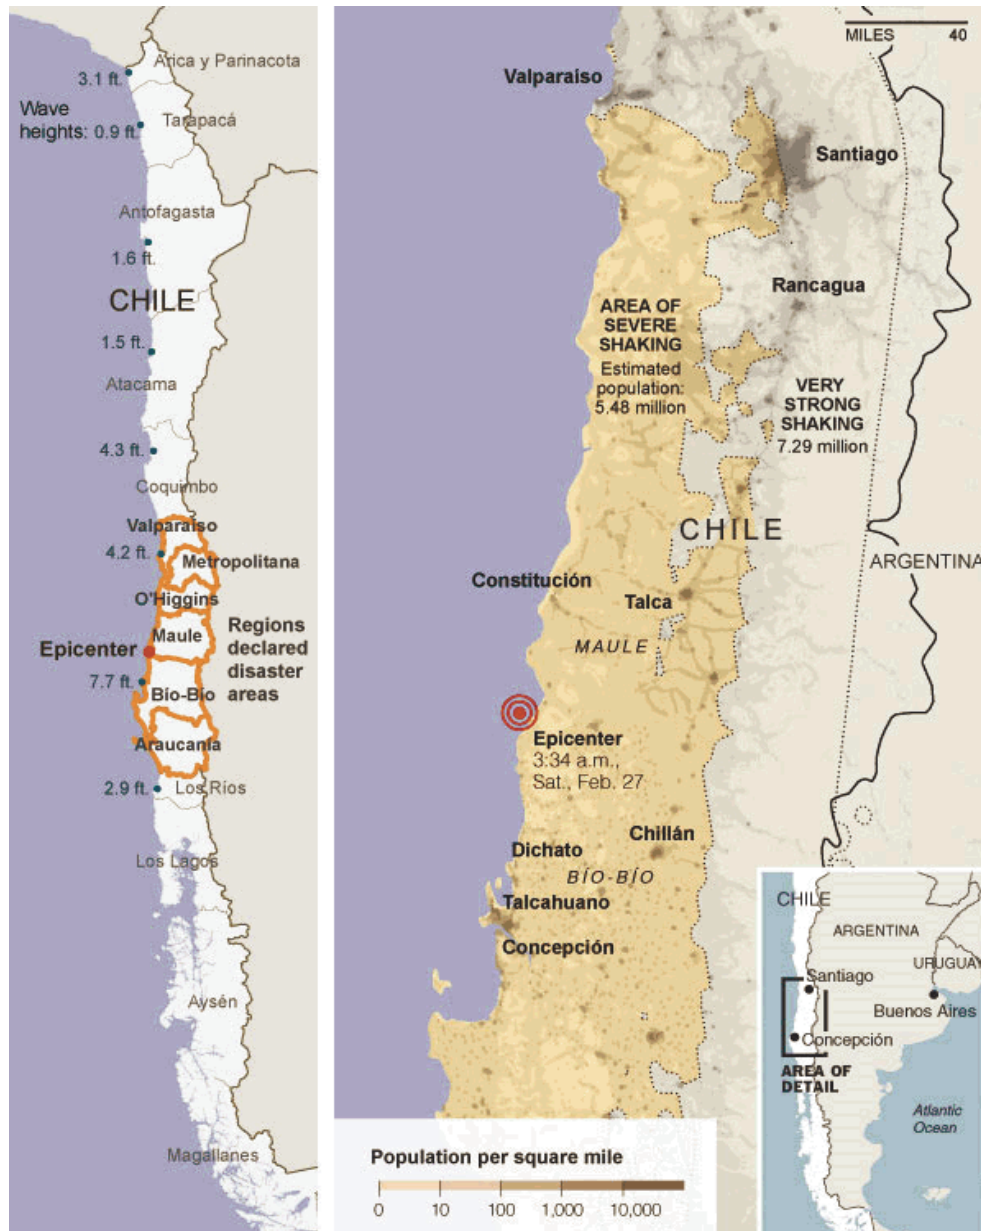 Arica y Parinacota
3.1 ft.
Wave
heights: 0.9 ft.
Tarapacá
Antofagasta
1.6 ft.
CHILE
1.5 ft.
Atacama
4.3 ft.
Coquimbo
Valparaíso
4.2 ft.
Metropolitana
O'Higgins
Maule
Epicenter
Regions
declared
disaster
areas
7.7 ft.
Bío-Bío
Araucanía
2.9 ft.
Los Ríos
Los Lagos
Aysén
Magallanes
MILES 40
Valparaíso
Santiago
Rancagua
AREA OF
SEVERE
SHAKING
Estimated
population:
5.48 million
VERY
STRONG
SHAKING
7.29 million
CHILE
ARGENTINA
Constitución
Talca
MAULE
Epicenter
3:34 a.m.,
Sat., Feb. 27
Chillán
Dichato
BÍO-BÍO
Talcahuano
Concepción
Population per square mile
0 10 100 1,000 10,000
CHILE
ARGENTINA
URUGUAY
Santiago
Buenos Aires
Concepción
AREA OF
DETAIL
Atlantic
Ocean